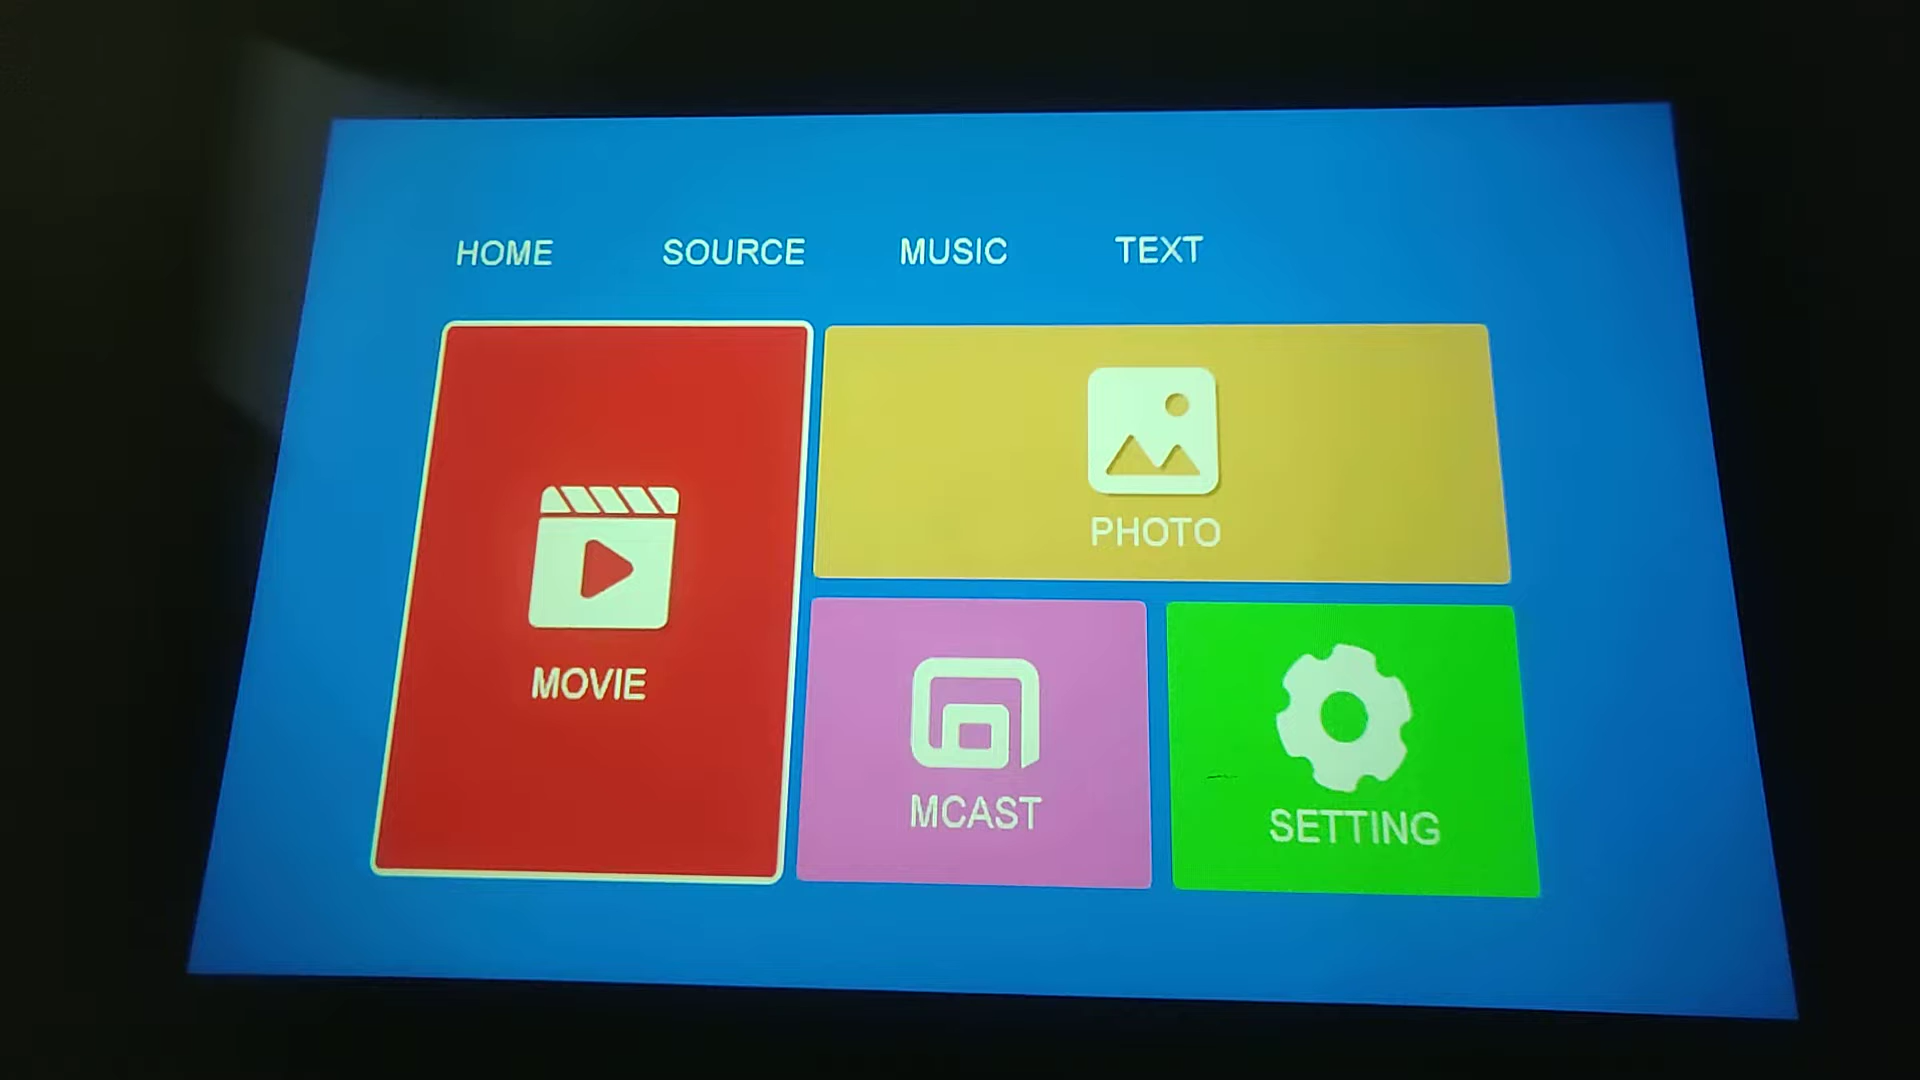 HOME SOURCE MUSIC TEXT
MOVIE
PHOTO
MCAST
SETTING